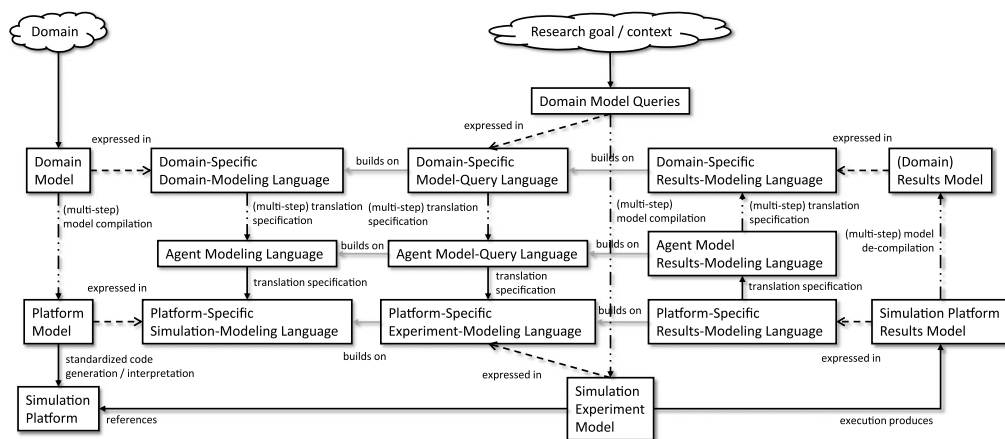 Domain
Research goal / context
Domain Model Queries
expressed in
expressed in
expressed in
Domain
Model
Domain-Specific
Domain-Modeling Language
builds on
Domain-Specific
Model-Query Language
builds on
Domain-Specific
Results-Modeling Language
(Domain)
Results Model
(multi-step)
model compilation
(multi-step) translation
specification
(multi-step) translation
specification
(multi-step)
model compilation
(multi-step) translation
specification
(multi-step) model
de-compilation
Agent Modeling Language
builds on
Agent Model-Query Language
builds on
Agent Model
Results-Modeling Language
translation specification
translation
specification
translation specification
expressed in
Platform
Model
Platform-Specific
Simulation-Modeling Language
builds on
Platform-Specific
Experiment-Modeling Language
builds on
Platform-Specific
Results-Modeling Language
Simulation Platform
Results Model
expressed in
standardized code
generation / interpretation
expressed in
Simulation
Platform
references
Simulation
Experiment
Model
execution produces